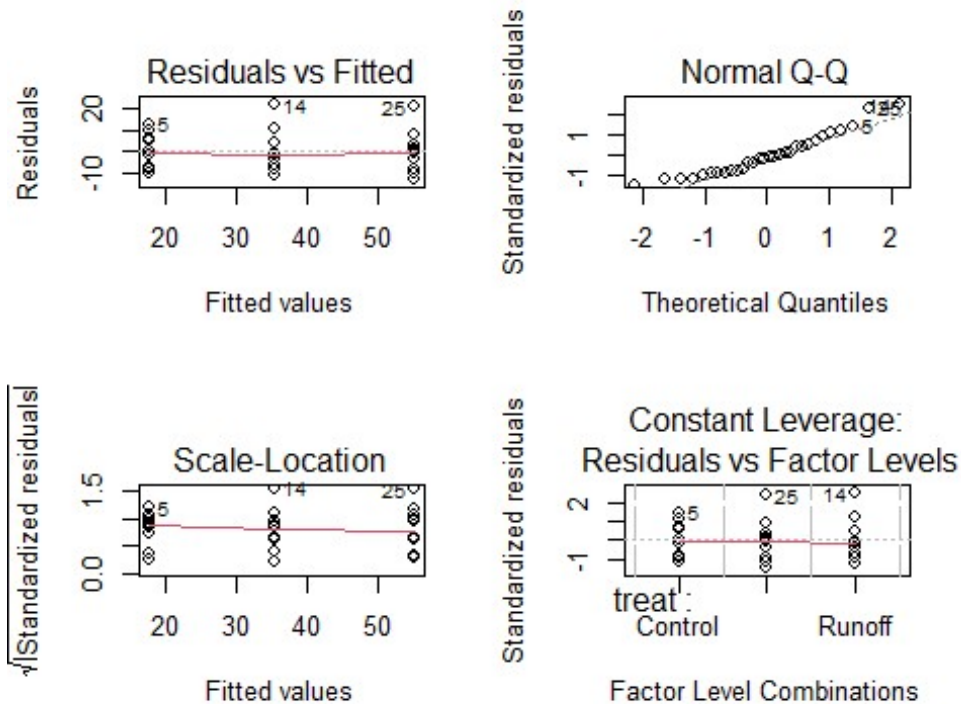 Residuals vs Fitted
Residuals
20
-10
5
14
25
20 30 40 50
Fitted values
Normal Q-Q
Standardized residuals
1
-1
5
25
-2 -1 0 1 2
Theoretical Quantiles
Scale-Location
√|Standardized residuals|
1.5
0.0
5
14
25
20 30 40 50
Fitted values
Constant Leverage:
Residuals vs Factor Levels
Standardized residuals
2
-1
5
25
14
treat :
Control Runoff
Factor Level Combinations